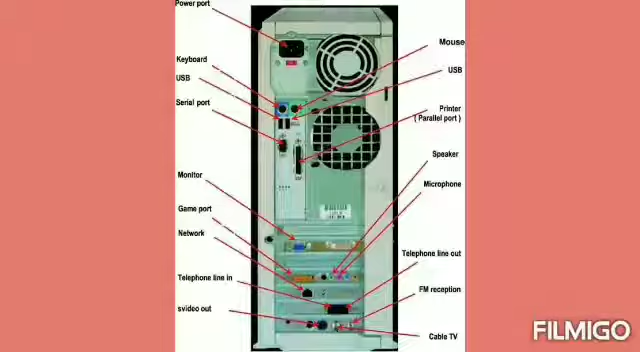 Power port
Keyboard
USB
Serial port
Monitor
Game port
Network
Telephone line in
svideo out
Mouse
USB
Printer
( Parallel port )
Speaker
Microphone
Telephone line out
FM reception
Cable TV
FILMIGO